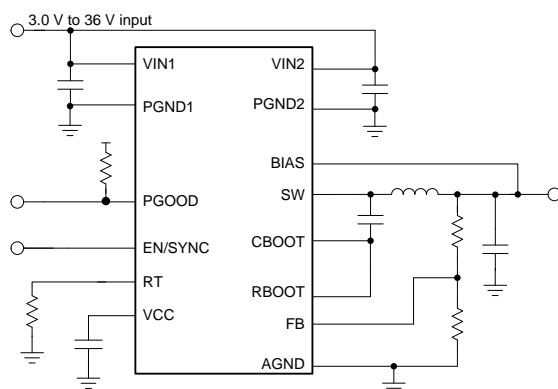 3.0 V to 36 V input
VIN1
VIN2
PGND1
PGND2
BIAS
PGOOD
SW
EN/SYNC
CBOOT
RT
RBOOT
VCC
FB
AGND